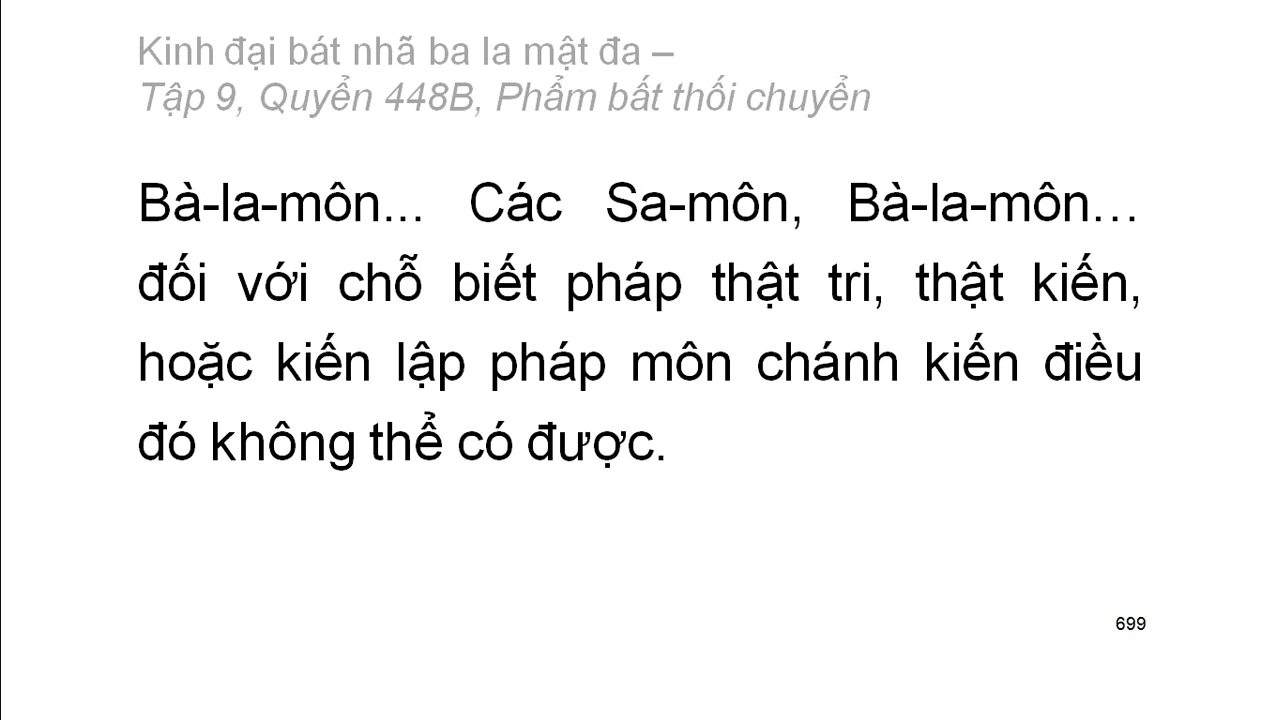 Kinh đại bát nhã ba la mật đa –
Tập 9, Quyển 448B, Phẩm bất thối chuyển
Bà-la-môn... Các Sa-môn, Bà-la-môn…
đối với chỗ biết pháp thật tri, thật kiến,
hoặc kiến lập pháp môn chánh kiến điều
đó không thể có được.
699